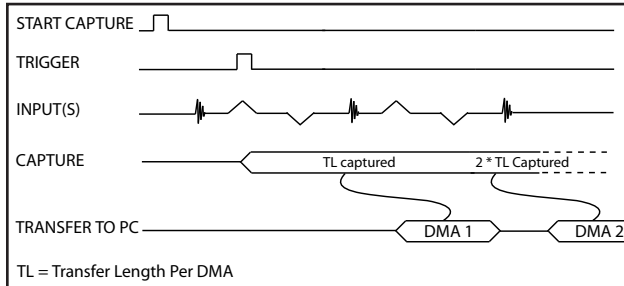 START CAPTURE
TRIGGER
INPUT(S)
CAPTURE
TL captured
2 * TL Captured
TRANSFER TO PC
DMA 1
DMA 2
TL = Transfer Length Per DMA